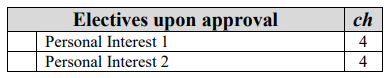 Electives upon approval ch
Personal Interest 1 4
Personal Interest 2 4